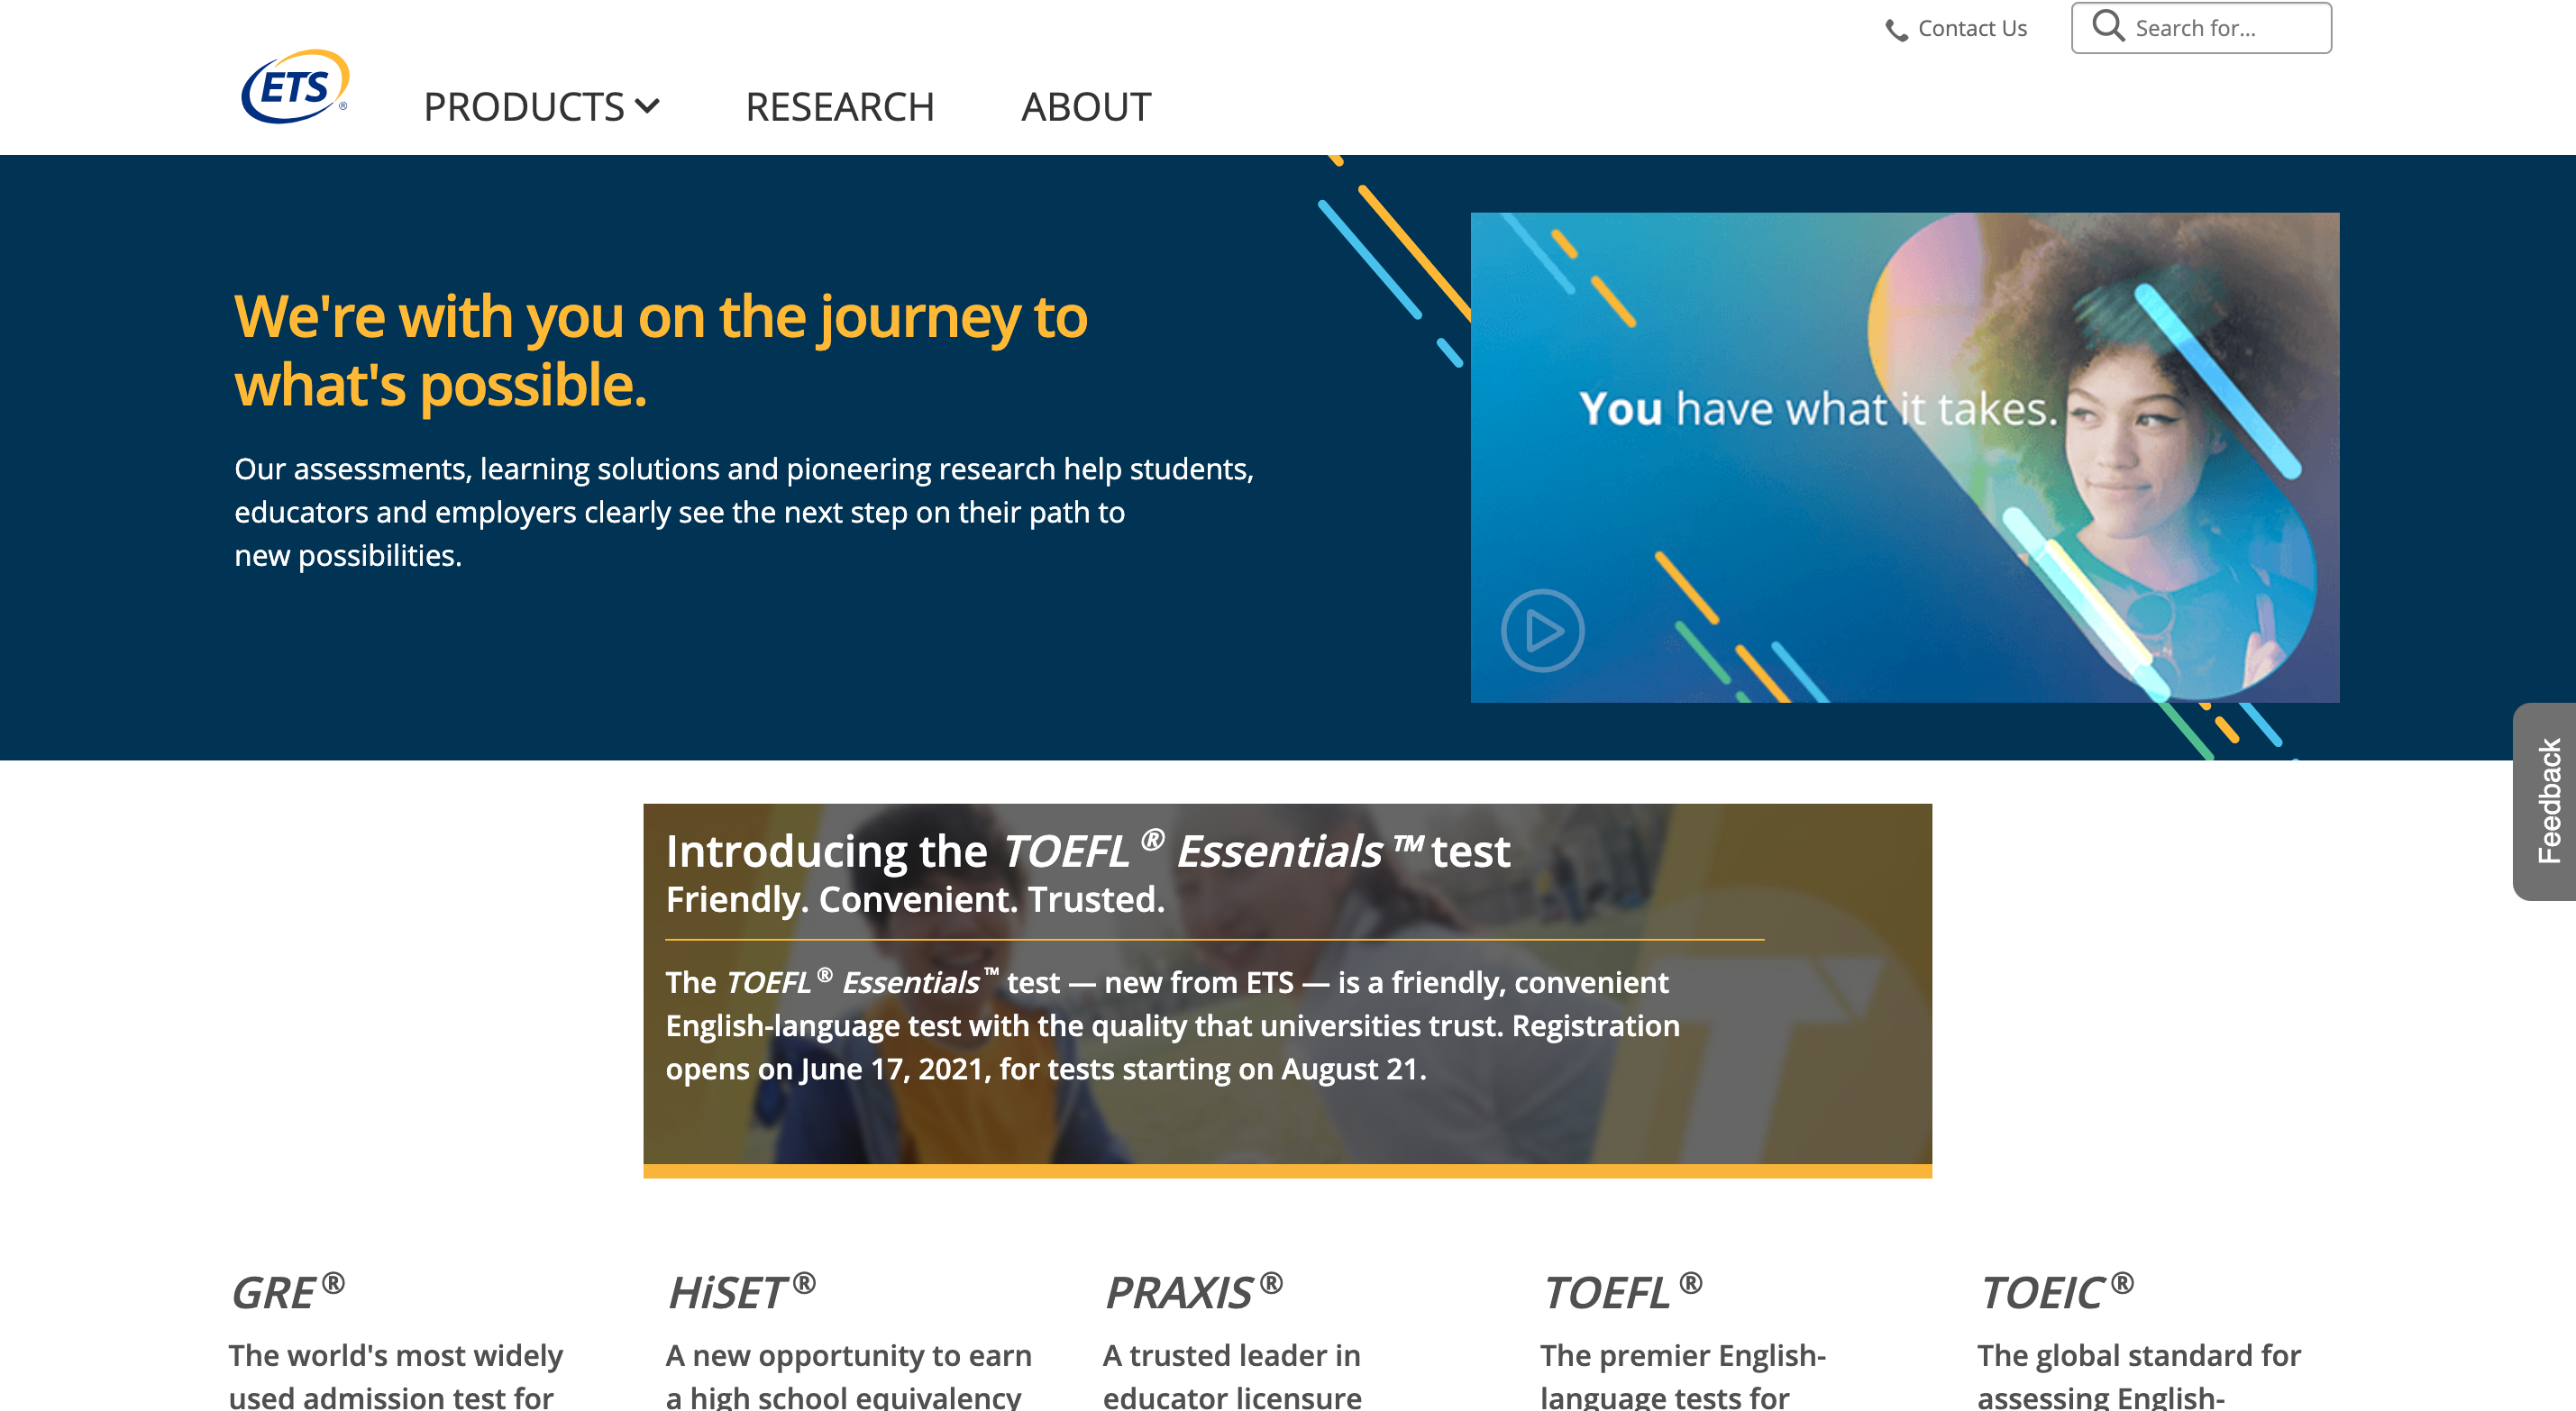 Contact Us
Search for...
ETS®
PRODUCTS
RESEARCH
ABOUT
We're with you on the journey to
what's possible.
Our assessments, learning solutions and pioneering research help students,
educators and employers clearly see the next step on their path to
new possibilities.
You have what it takes.
Feedback
Introducing the TOEFL® Essentials™ test
Friendly. Convenient. Trusted.
The TOEFL® Essentials™ test — new from ETS — is a friendly, convenient
English-language test with the quality that universities trust. Registration
opens on June 17, 2021, for tests starting on August 21.
GRE®
The world's most widely
used admission test for
HiSET®
A new opportunity to earn
a high school equivalency
PRAXIS®
A trusted leader in
educator licensure
TOEFL®
The premier English-
language tests for
TOEIC®
The global standard for
assessing English-